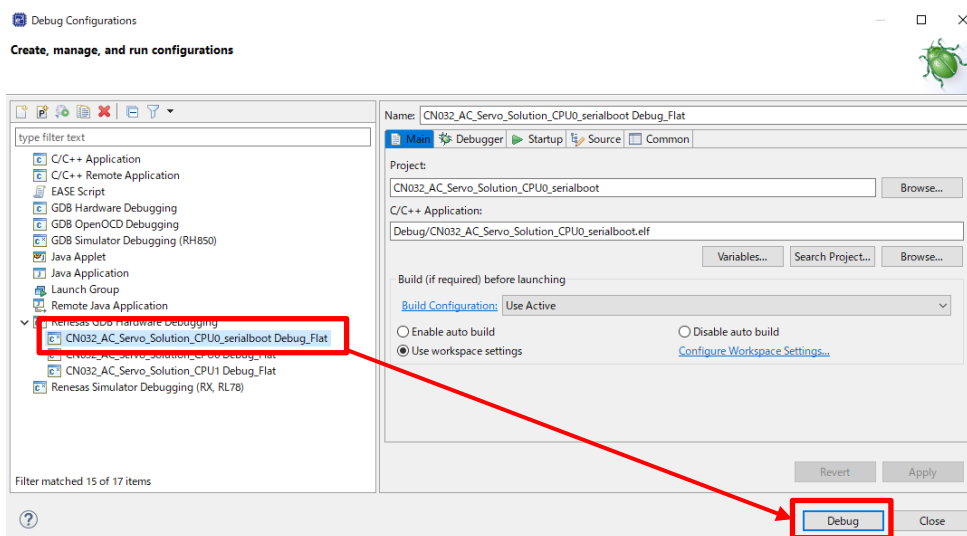 Debug Configurations
Create, manage, and run configurations
type filter text
C/C++ Application
C/C++ Remote Application
EASE Script
GDB Hardware Debugging
GDB OpenOCD Debugging
GDB Simulator Debugging (RH850)
Java Applet
Java Application
Launch Group
Remote Java Application
Renesas GDB Hardware Debugging
CN032_AC_Servo_Solution_CPU0_serialboot Debug_Flat
CN032_AC_Servo_Solution_CPU0 Debug_Flat
CN032_AC_Servo_Solution_CPU1 Debug_Flat
Renesas Simulator Debugging (RX, RL78)
Filter matched 15 of 17 items
Name: CN032_AC_Servo_Solution_CPU0_serialboot Debug_Flat
Main Debugger Startup Source Common
Project:
CN032_AC_Servo_Solution_CPU0_serialboot Browse...
C/C++ Application:
Debug/CN032_AC_Servo_Solution_CPU0_serialboot.elf
Variables... Search Project... Browse...
Build (if required) before launching
Build Configuration: Use Active
Enable auto build Disable auto build
Use workspace settings Configure Workspace Settings...
Revert Apply
Debug Close